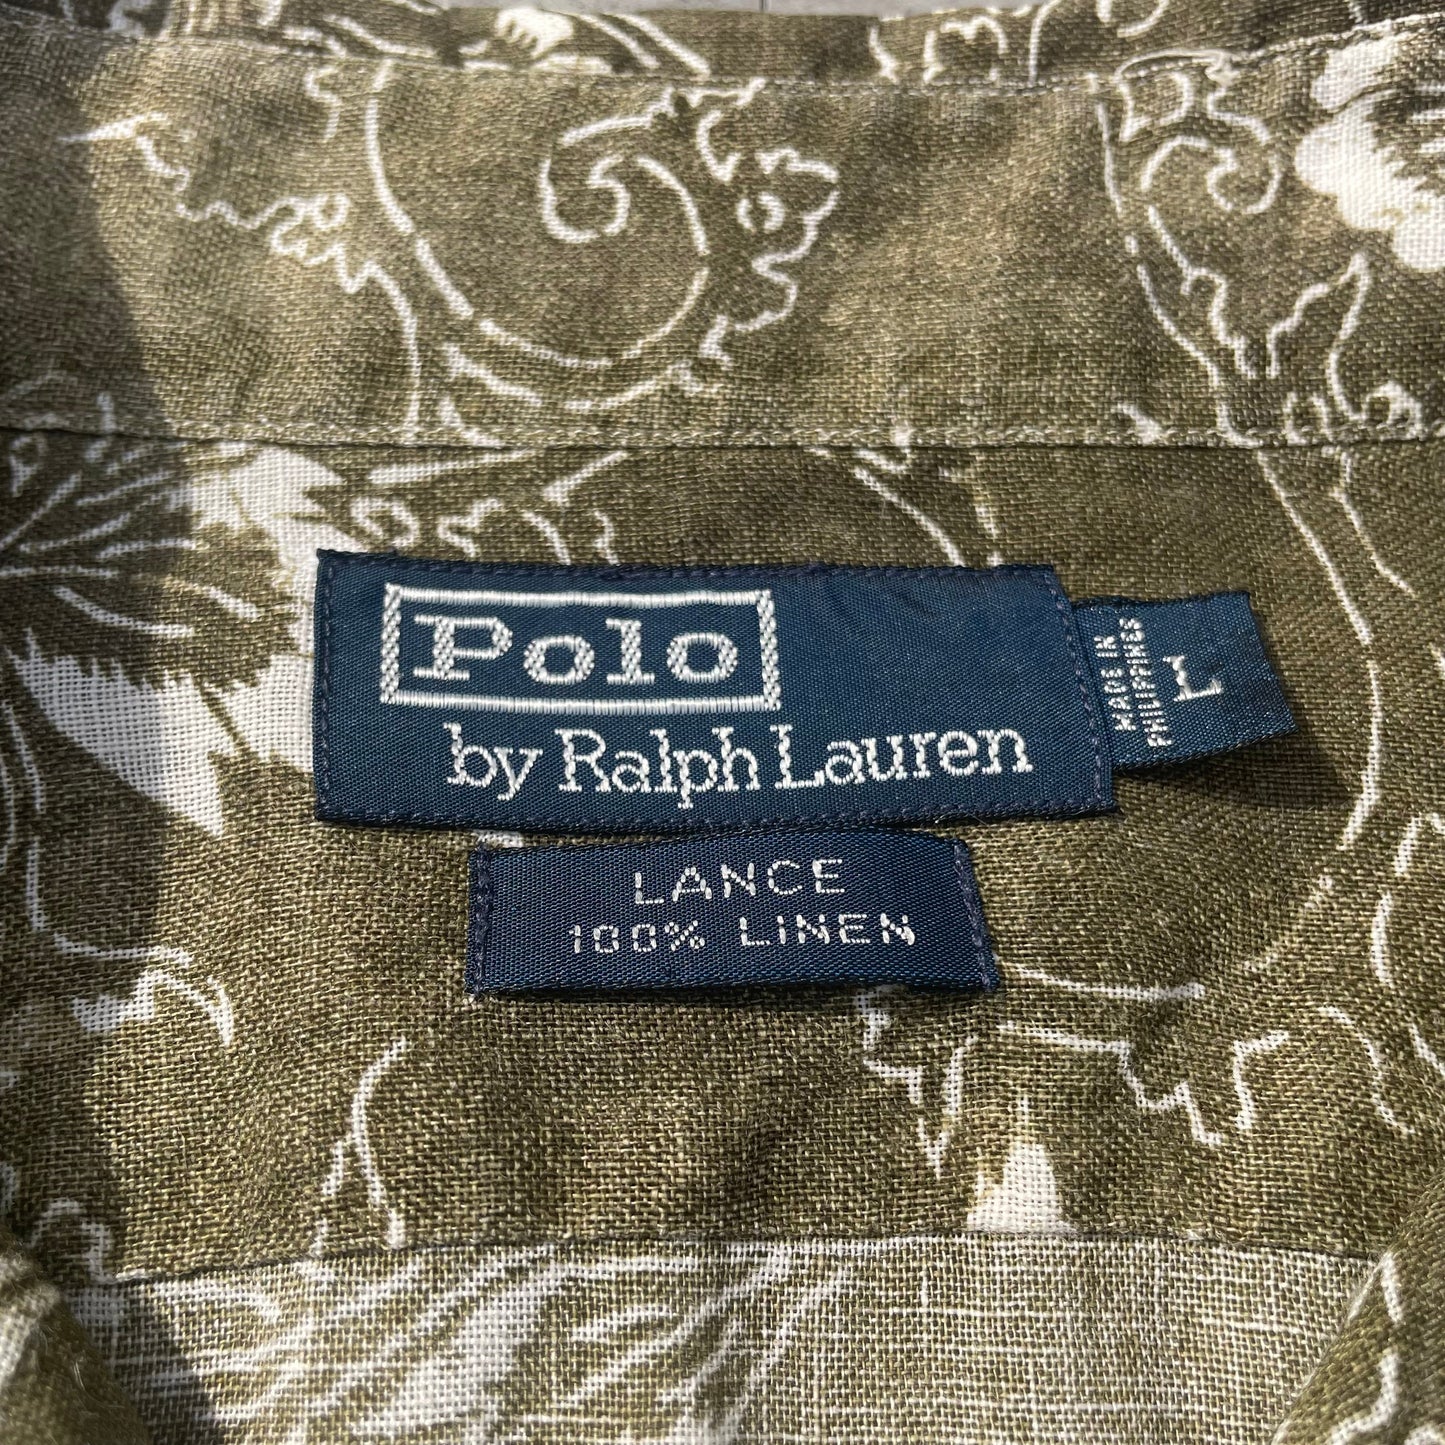 Polo
by Ralph Lauren
MADE IN
PHILIPPINES
L
LANCE
100% LINEN